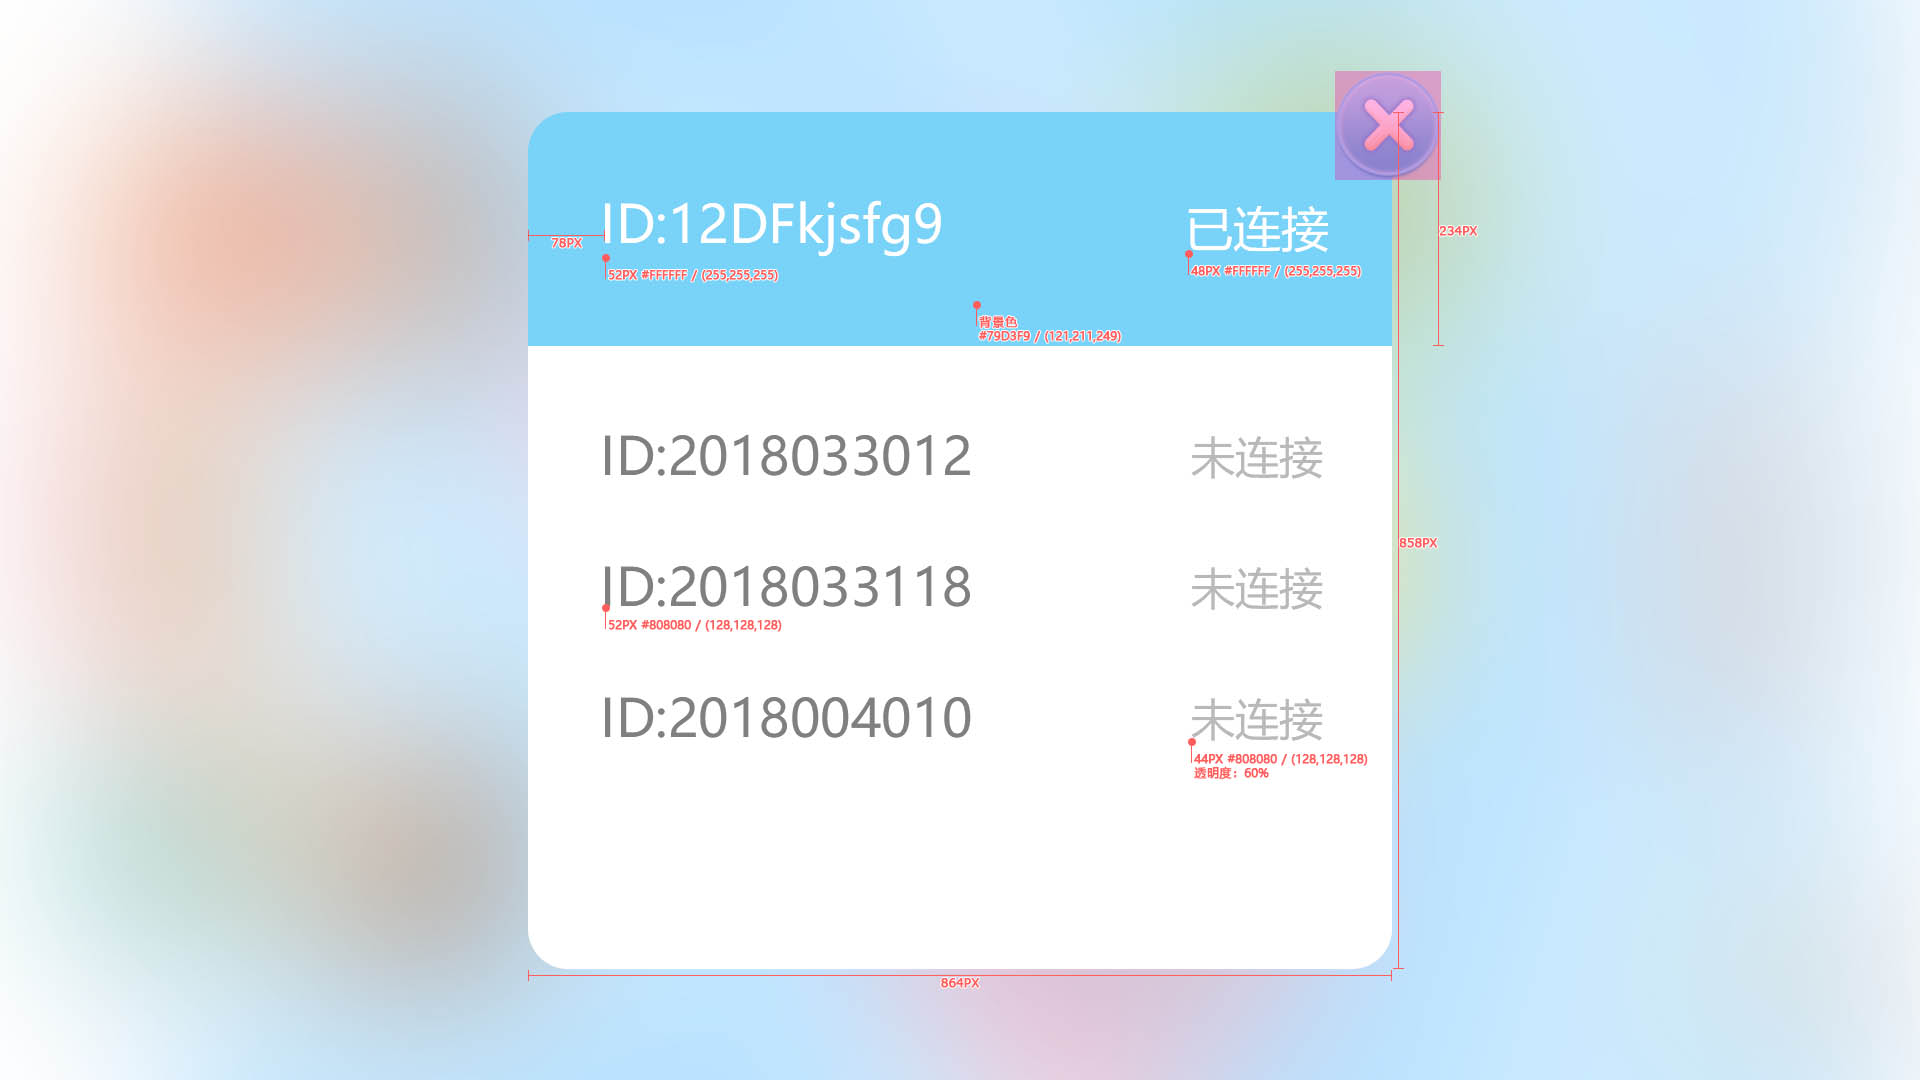 ID:12DFkjsfg9
已连接
78PX
234PX
52PX #FFFFFF / (255,255,255)
48PX #FFFFFF / (255,255,255)
背景色
#79D3F9 / (121,211,249)
ID:2018033012
未连接
858PX
ID:2018033118
未连接
52PX #808080 / (128,128,128)
ID:2018004010
未连接
44PX #808080 / (128,128,128)
透明度：60%
864PX